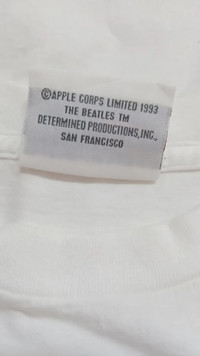 ©APPLE CORPS LIMITED 1993
THE BEATLES TM
DETERMINED PRODUCTIONS, INC.,
SAN FRANCISCO